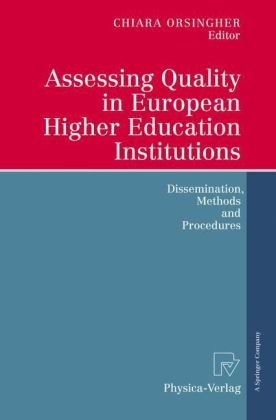 CHIARA ORSINGHER
Editor
Assessing Quality
in European
Higher Education
Institutions
Dissemination,
Methods
and
Procedures
Physica-Verlag
A Springer Company